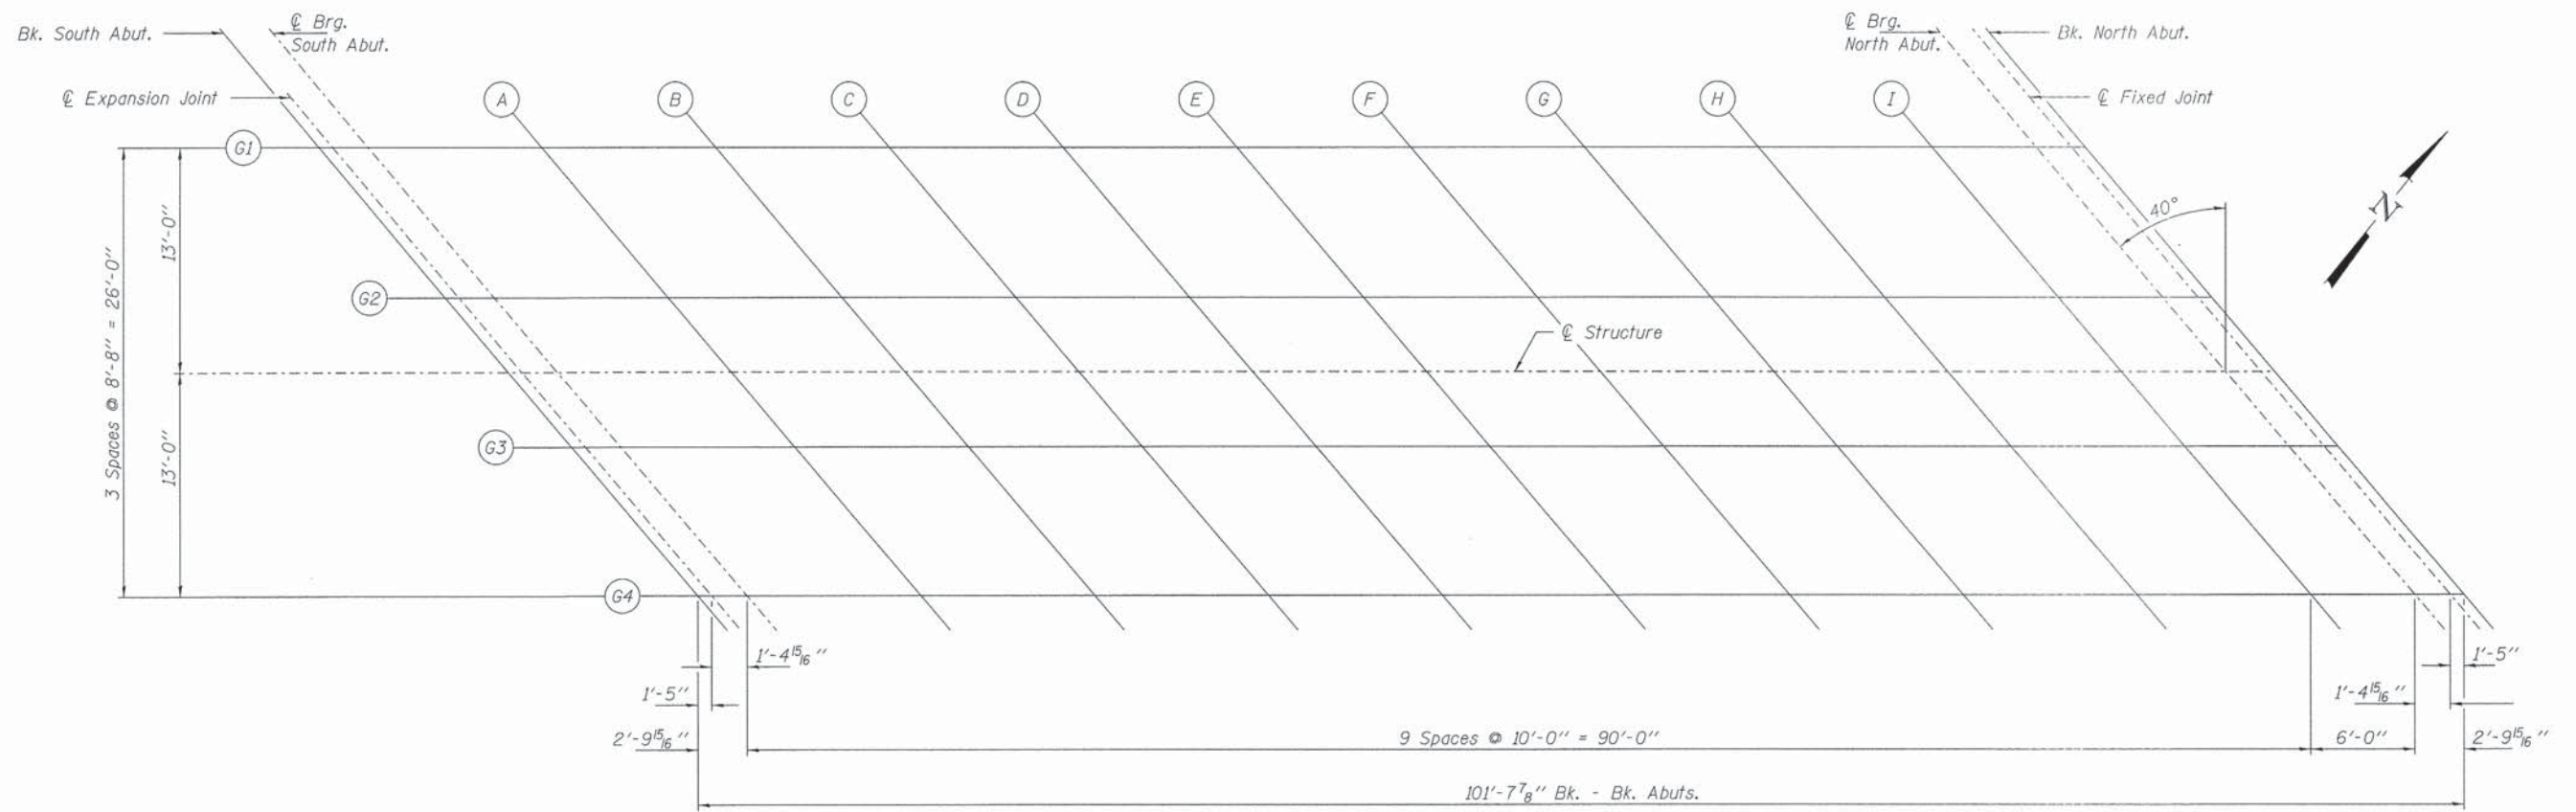 Bk. South Abut.
℄ Brg.
South Abut.
℄ Brg.
North Abut.
Bk. North Abut.
℄ Expansion Joint
A
B
C
D
E
F
G
H
I
℄ Fixed Joint
G1
40°
N
3 Spaces @ 8'-8" = 26'-0"
13'-0"
G2
℄ Structure
G3
13'-0"
G4
1'-4 15/16"
1'-5"
1'-5"
1'-4 15/16"
2'-9 15/16"
9 Spaces @ 10'-0" = 90'-0"
6'-0"
2'-9 15/16"
101'-7 7/8" Bk. - Bk. Abuts.